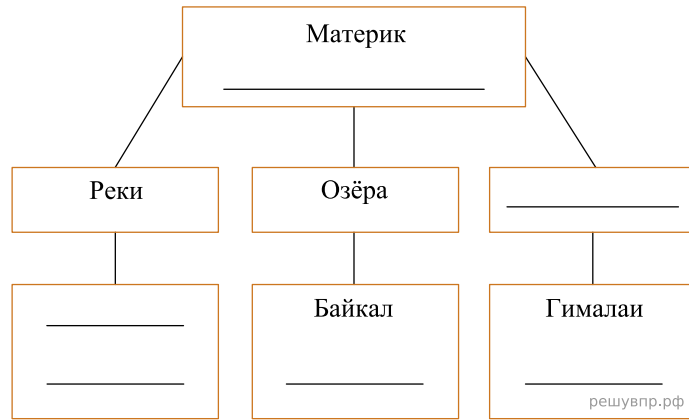 Материк
Реки
Озёра
Байкал
Гималаи
решувпр.рф